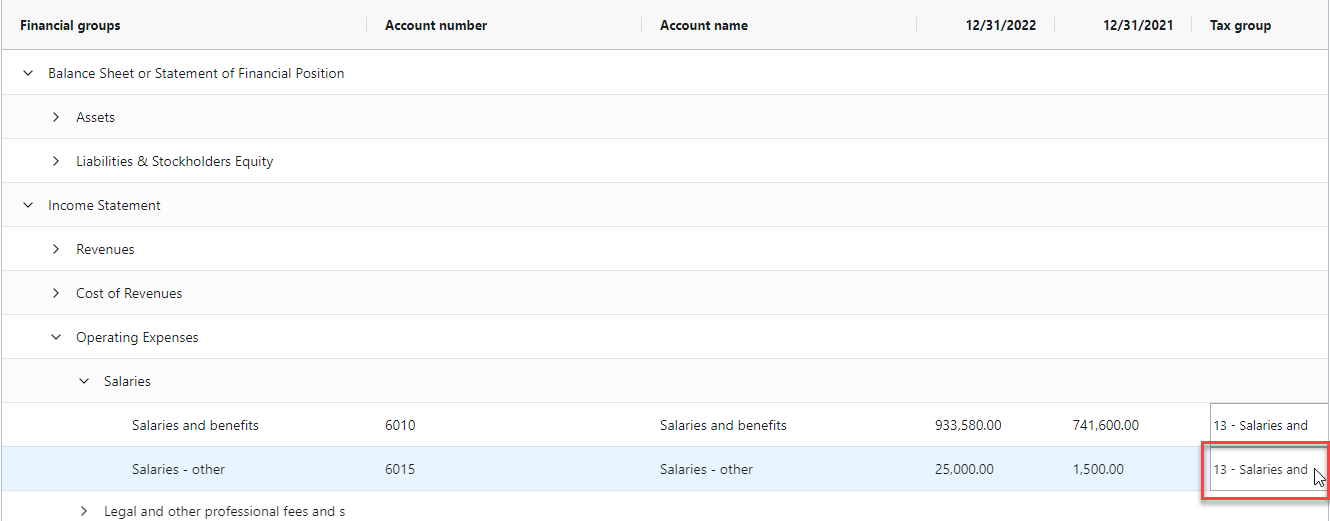 Financial groups Account number Account name 12/31/2022 12/31/2021 Tax group
Balance Sheet or Statement of Financial Position
Assets
Liabilities & Stockholders Equity
Income Statement
Revenues
Cost of Revenues
Operating Expenses
Salaries
Salaries and benefits 6010 Salaries and benefits 933,580.00 741,600.00 13 - Salaries and
Salaries - other 6015 Salaries - other 25,000.00 1,500.00 13 - Salaries and
Legal and other professional fees and s